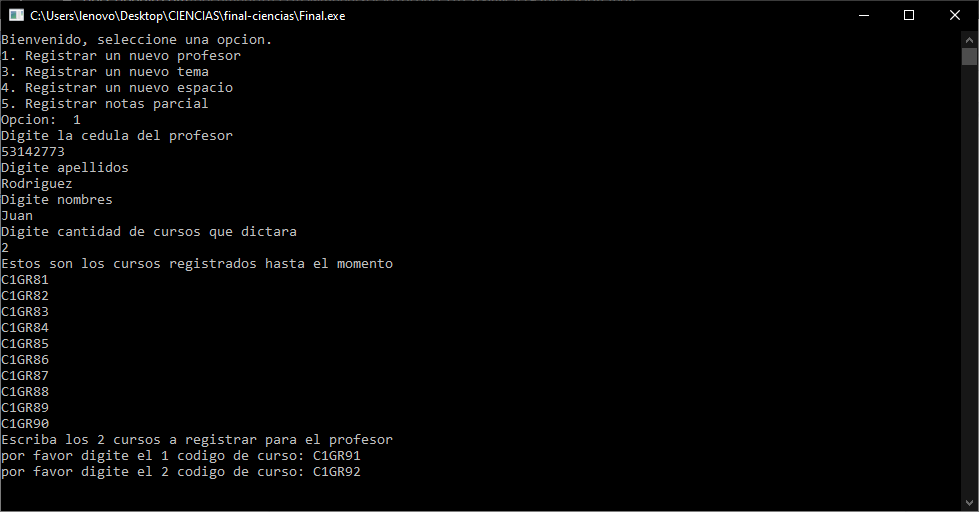 C:\Users\lenovo\Desktop\CIENCIAS\final-ciencias\Final.exe
Bienvenido, seleccione una opcion.
1. Registrar un nuevo profesor
3. Registrar un nuevo tema
4. Registrar un nuevo espacio
5. Registrar notas parcial
Opcion:  1
Digite la cedula del profesor
53142773
Digite apellidos
Rodriguez
Digite nombres
Juan
Digite cantidad de cursos que dictara
2
Estos son los cursos registrados hasta el momento
C1GR81
C1GR82
C1GR83
C1GR84
C1GR85
C1GR86
C1GR87
C1GR88
C1GR89
C1GR90
Escriba los 2 cursos a registrar para el profesor
por favor digite el 1 codigo de curso: C1GR91
por favor digite el 2 codigo de curso: C1GR92